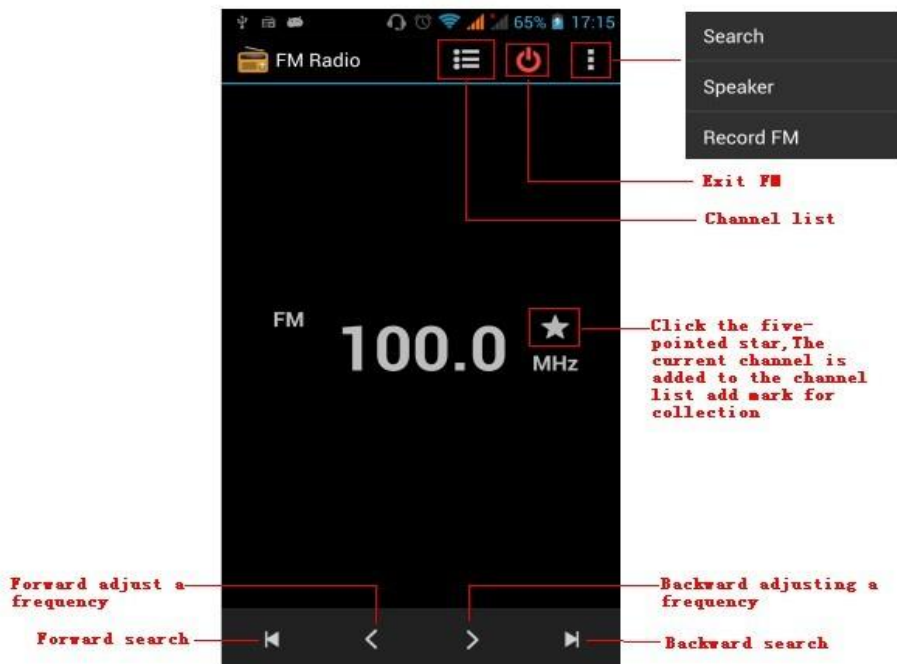 65% 17:15
FM Radio
Search
Speaker
Record FM
Exit FM
Channel list
FM
100.0
MHz
Click the five-
pointed star,The
current channel is
added to the channel
list add mark for
collection
Forward adjust a
frequency
Backward adjusting a
frequency
Forward search
Backward search